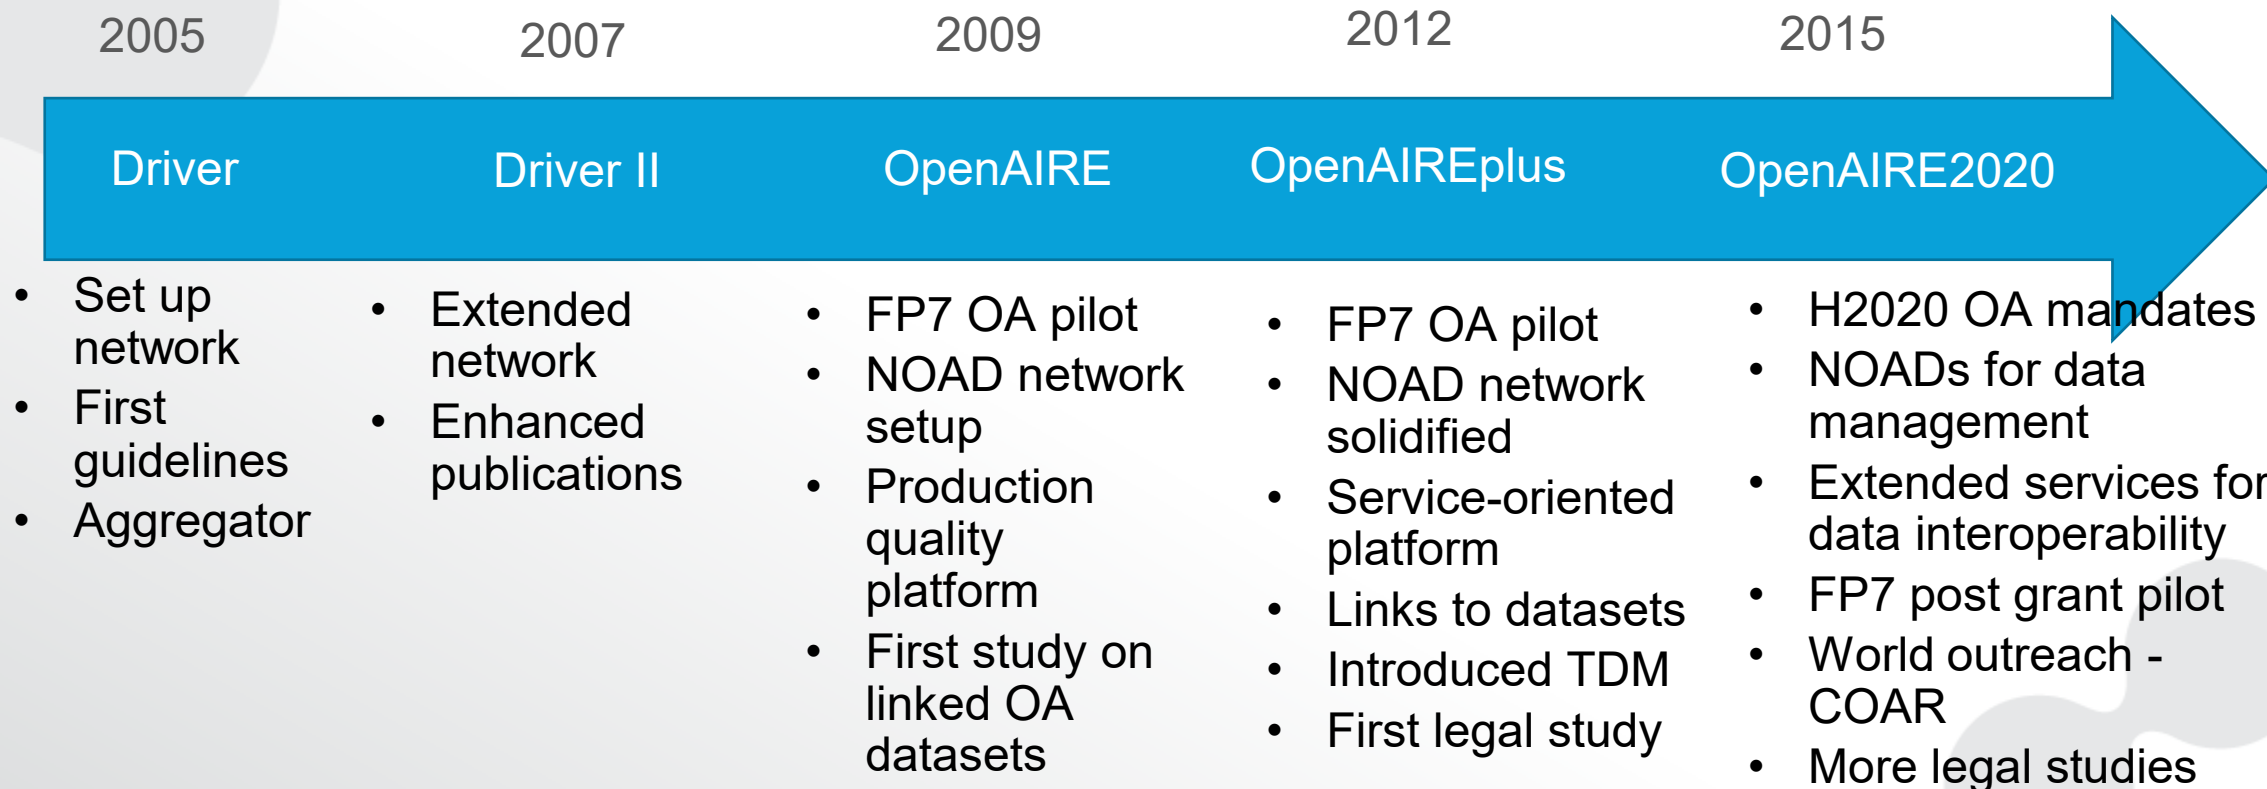 2005
2007
2009
2012
2015
Driver
Driver II
OpenAIRE
OpenAIREplus
OpenAIRE2020
• Set up
network
• First
guidelines
• Aggregator
• Extended
network
• Enhanced
publications
• FP7 OA pilot
• NOAD network
setup
• Production
quality
platform
• First study on
linked OA
datasets
• FP7 OA pilot
• NOAD network
solidified
• Service-oriented
platform
• Links to datasets
• Introduced TDM
• First legal study
• H2020 OA mandates
• NOADs for data
management
• Extended services for
data interoperability
• FP7 post grant pilot
• World outreach -
COAR
• More legal studies